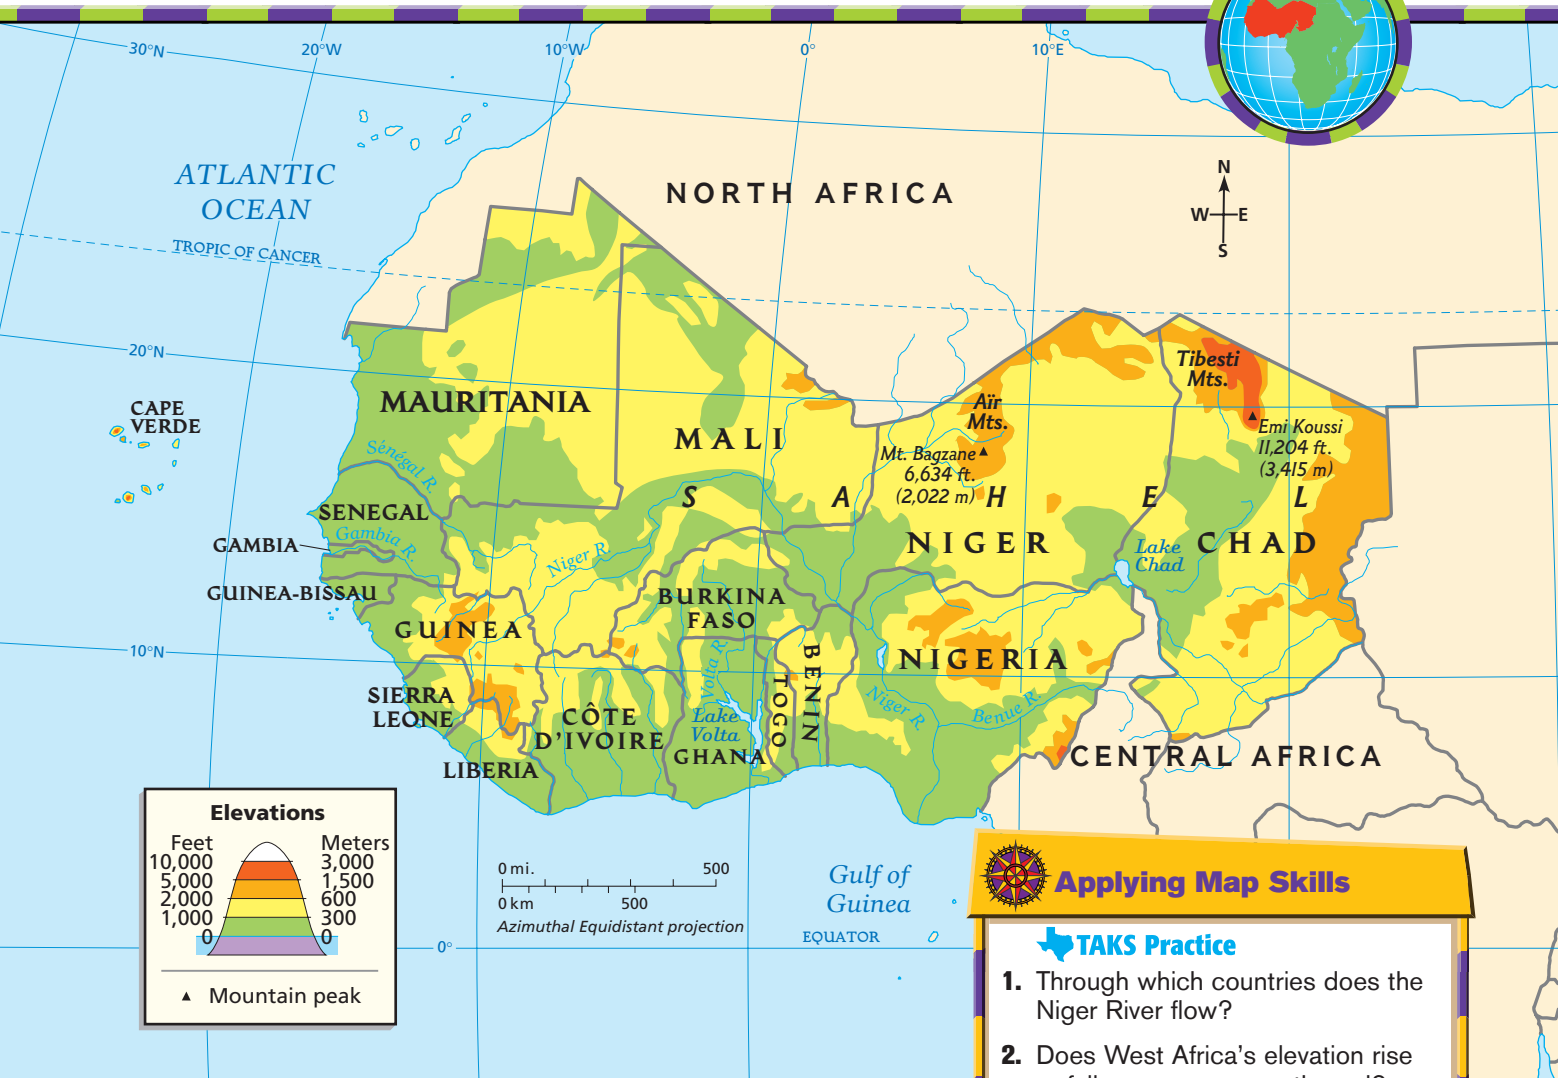 30°N
20°W
10°W
0°
10°E
ATLANTIC
OCEAN
NORTH AFRICA
N
W
E
S
TROPIC OF CANCER
20°N
CAPE
VERDE
MAURITANIA
MALI
Aïr
Mts.
Tibesti
Mts.
Mt. Bagzane
6,634 ft.
(2,022 m)
Emi Koussi
11,204 ft.
(3,415 m)
Sénégal R.
S A H E L
SENEGAL
GAMBIA
Gambia R.
GUINEA-BISSAU
Niger R.
NIGER
Lake
Chad
CHAD
BURKINA
FASO
GUINEA
10°N
SIERRA
LEONE
LIBERIA
CÔTE
D'IVOIRE
Volta R.
Lake
Volta
GHANA
TOGO
BENIN
NIGERIA
Niger R.
Benue R.
CENTRAL AFRICA
Elevations
Feet
Meters
10,000
3,000
5,000
1,500
2,000
600
1,000
300
0
0
Mountain peak
0 mi.
500
0 km
500
Azimuthal Equidistant projection
Gulf of
Guinea
EQUATOR
0°
Applying Map Skills
TAKS Practice
1. Through which countries does the
Niger River flow?
2. Does West Africa's elevation rise